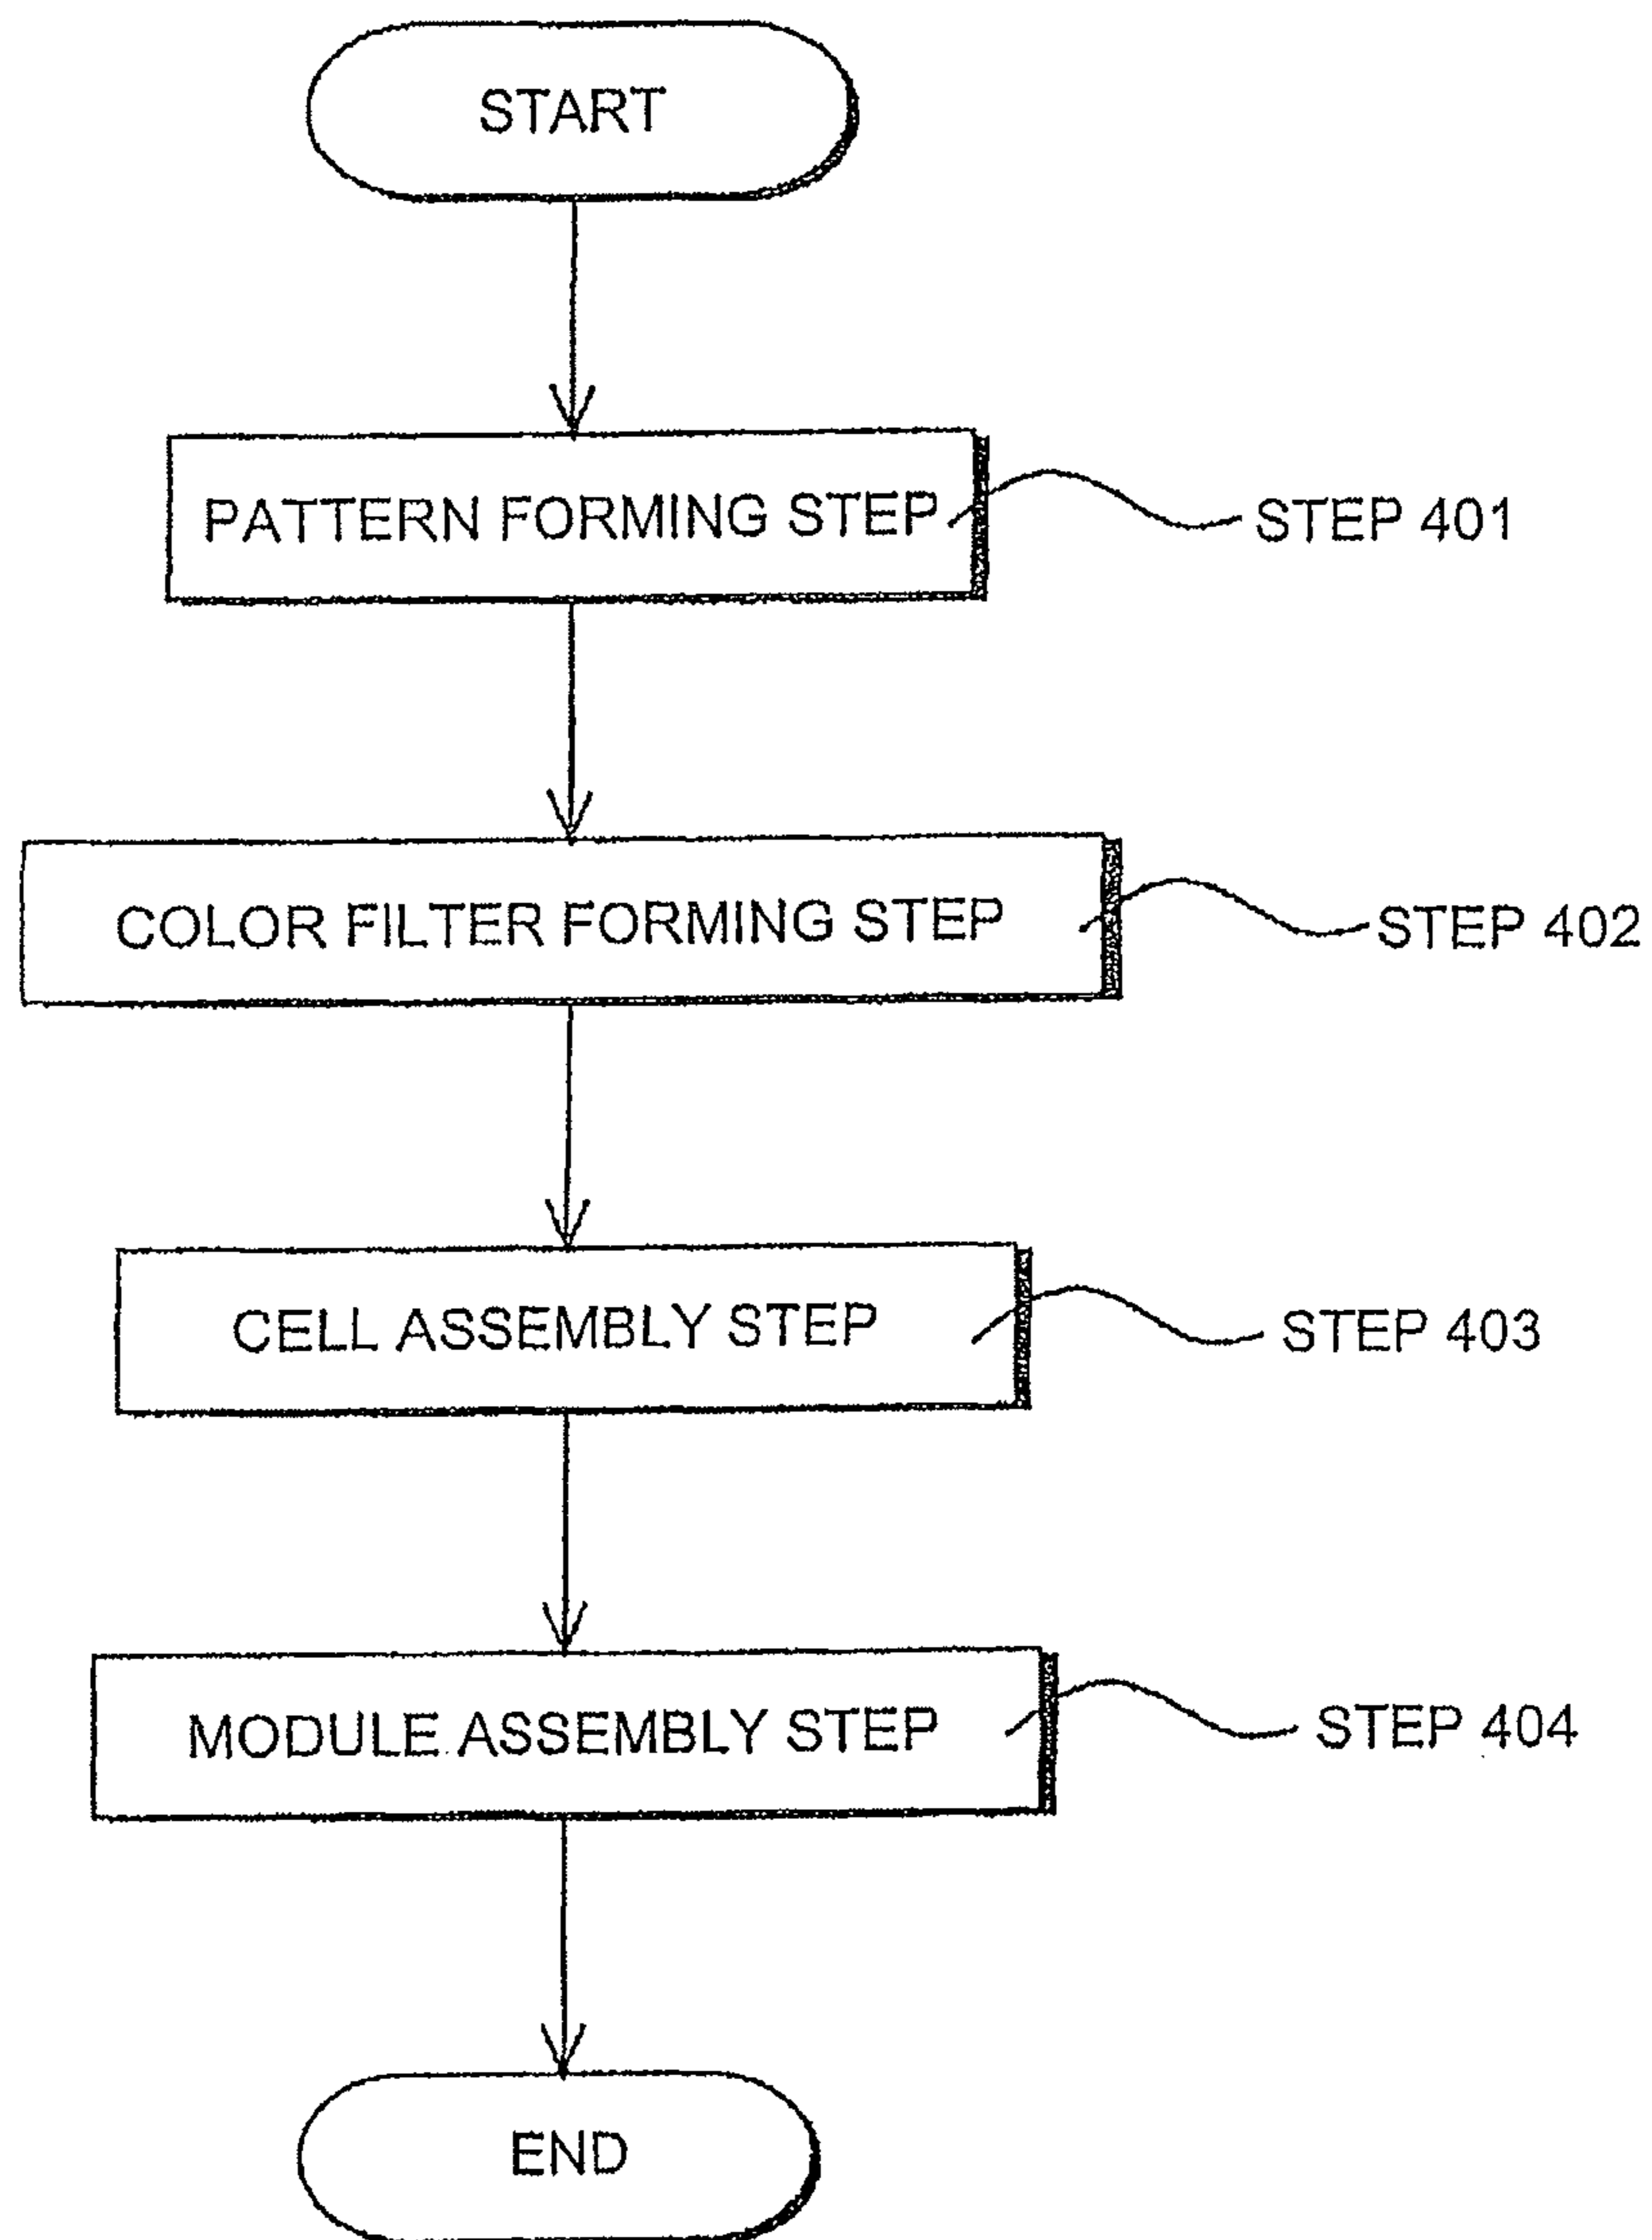 START
PATTERN FORMING STEP
STEP 401
COLOR FILTER FORMING STEP
STEP 402
CELL ASSEMBLY STEP
STEP 403
MODULE ASSEMBLY STEP
STEP 404
END